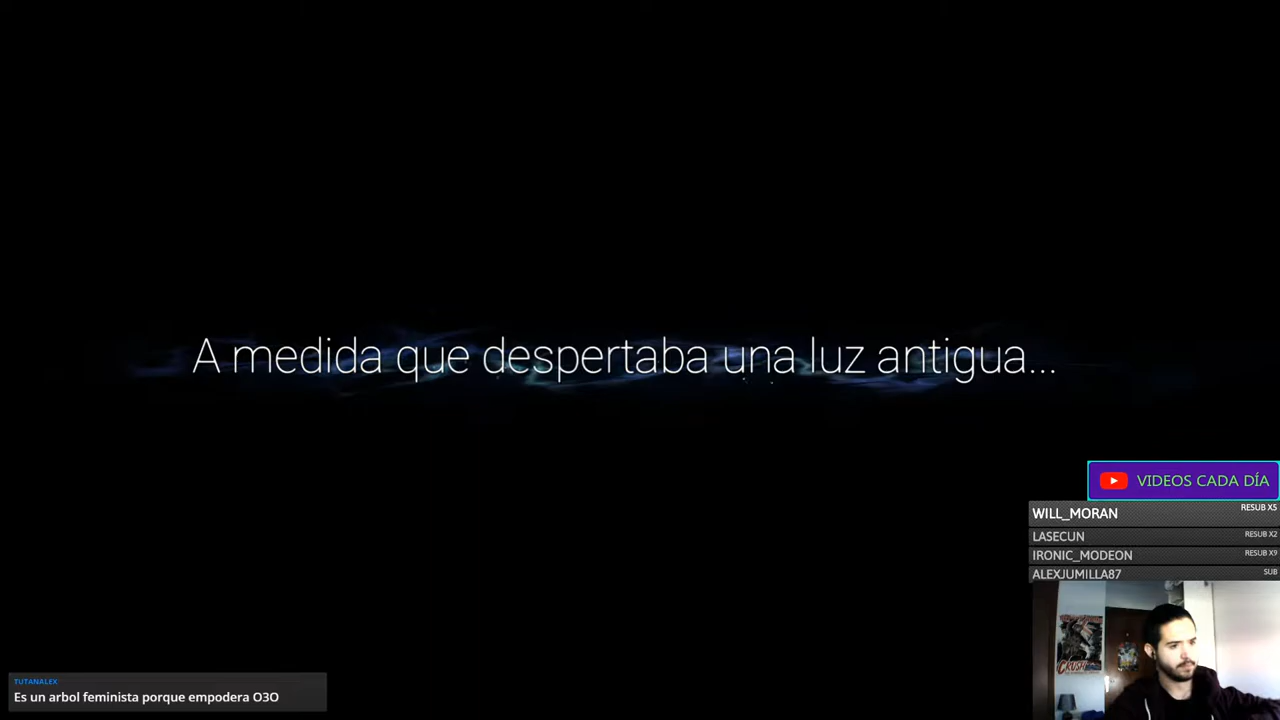 A medida que despertaba una luz antigua...
VIDEOS CADA DÍA
WILL_MORAN RESUB X5
LASECUN RESUB X2
IRONIC_MODEON RESUB X9
ALEXJUMILLA87 SUB
CRUSH
TUTANALEX
Es un arbol feminista porque empodera O3O